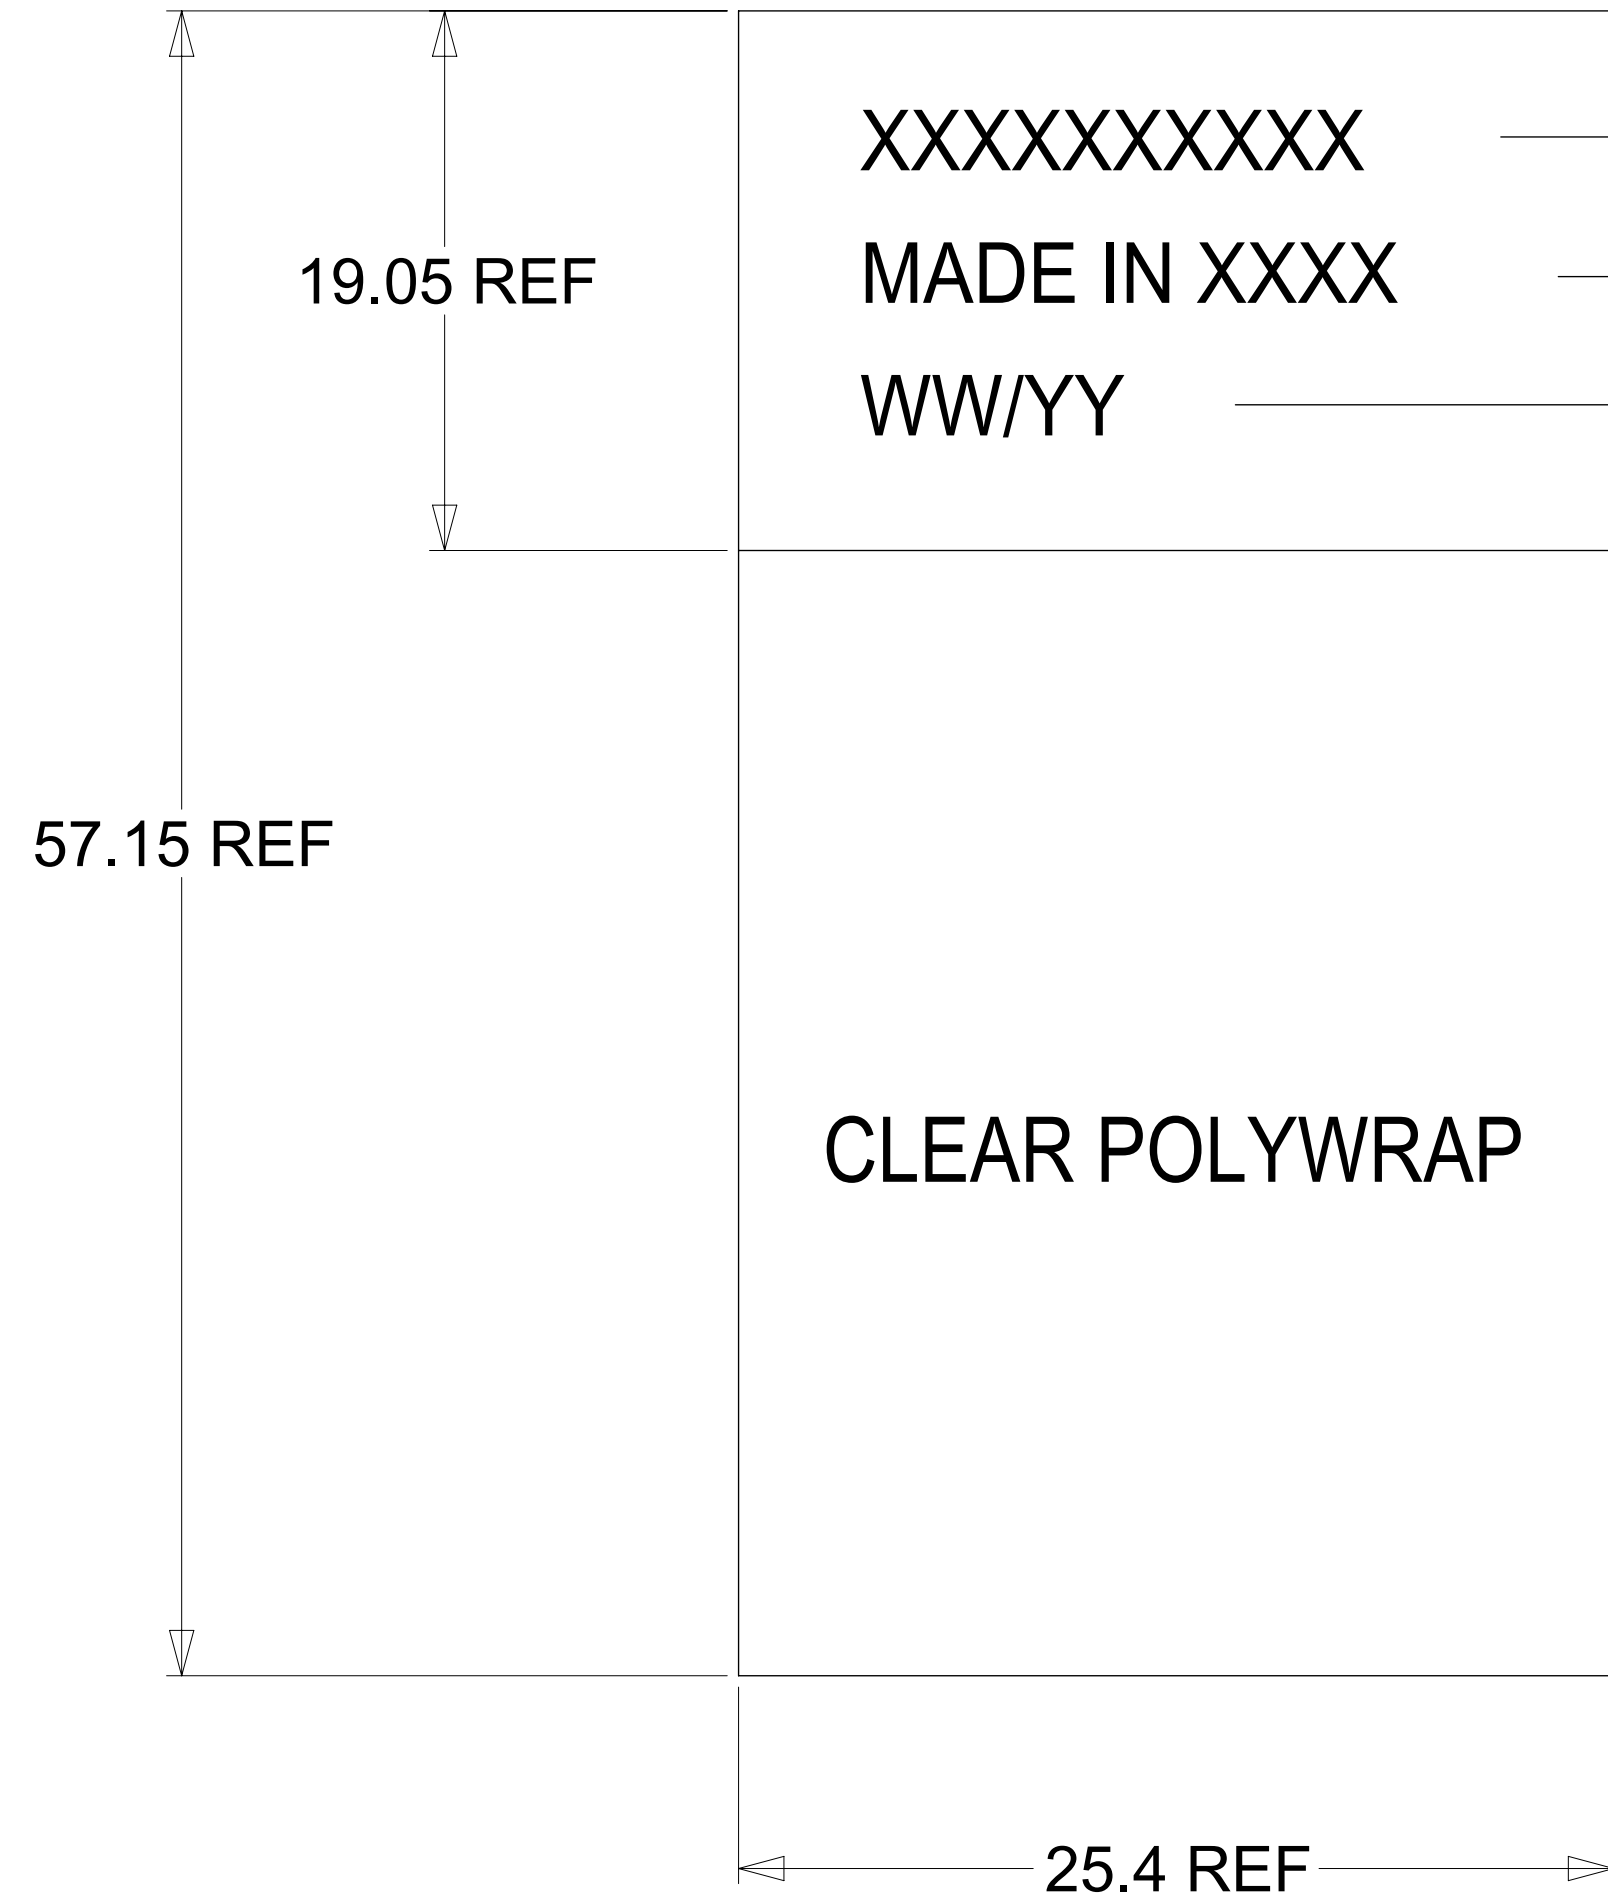 XXXXXXXXXX
MADE IN XXXX
19.05 REF
WW/YY
57.15 REF
CLEAR POLYWRAP
25.4 REF